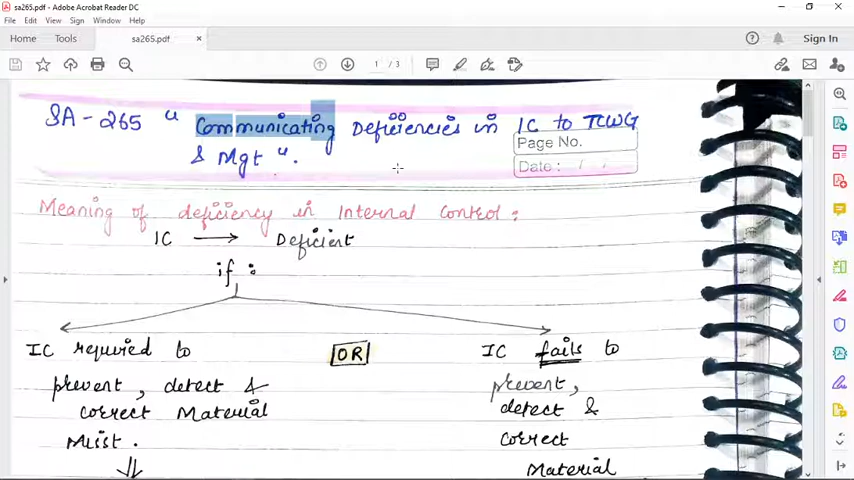 sa265.pdf - Adobe Acrobat Reader DC
File Edit View Sign Window Help
Home Tools sa265.pdf × Sign In
1 / 3
SA - 265 " Communicating Deficiencies in IC to TCWG
& Mgt ".
Page No.
Date : / /
Meaning of deficiency in Internal Control :
IC → Deficient
if :
IC required to OR IC fails to
prevent, detect & prevent,
correct Material detect &
Misst. correct
Material